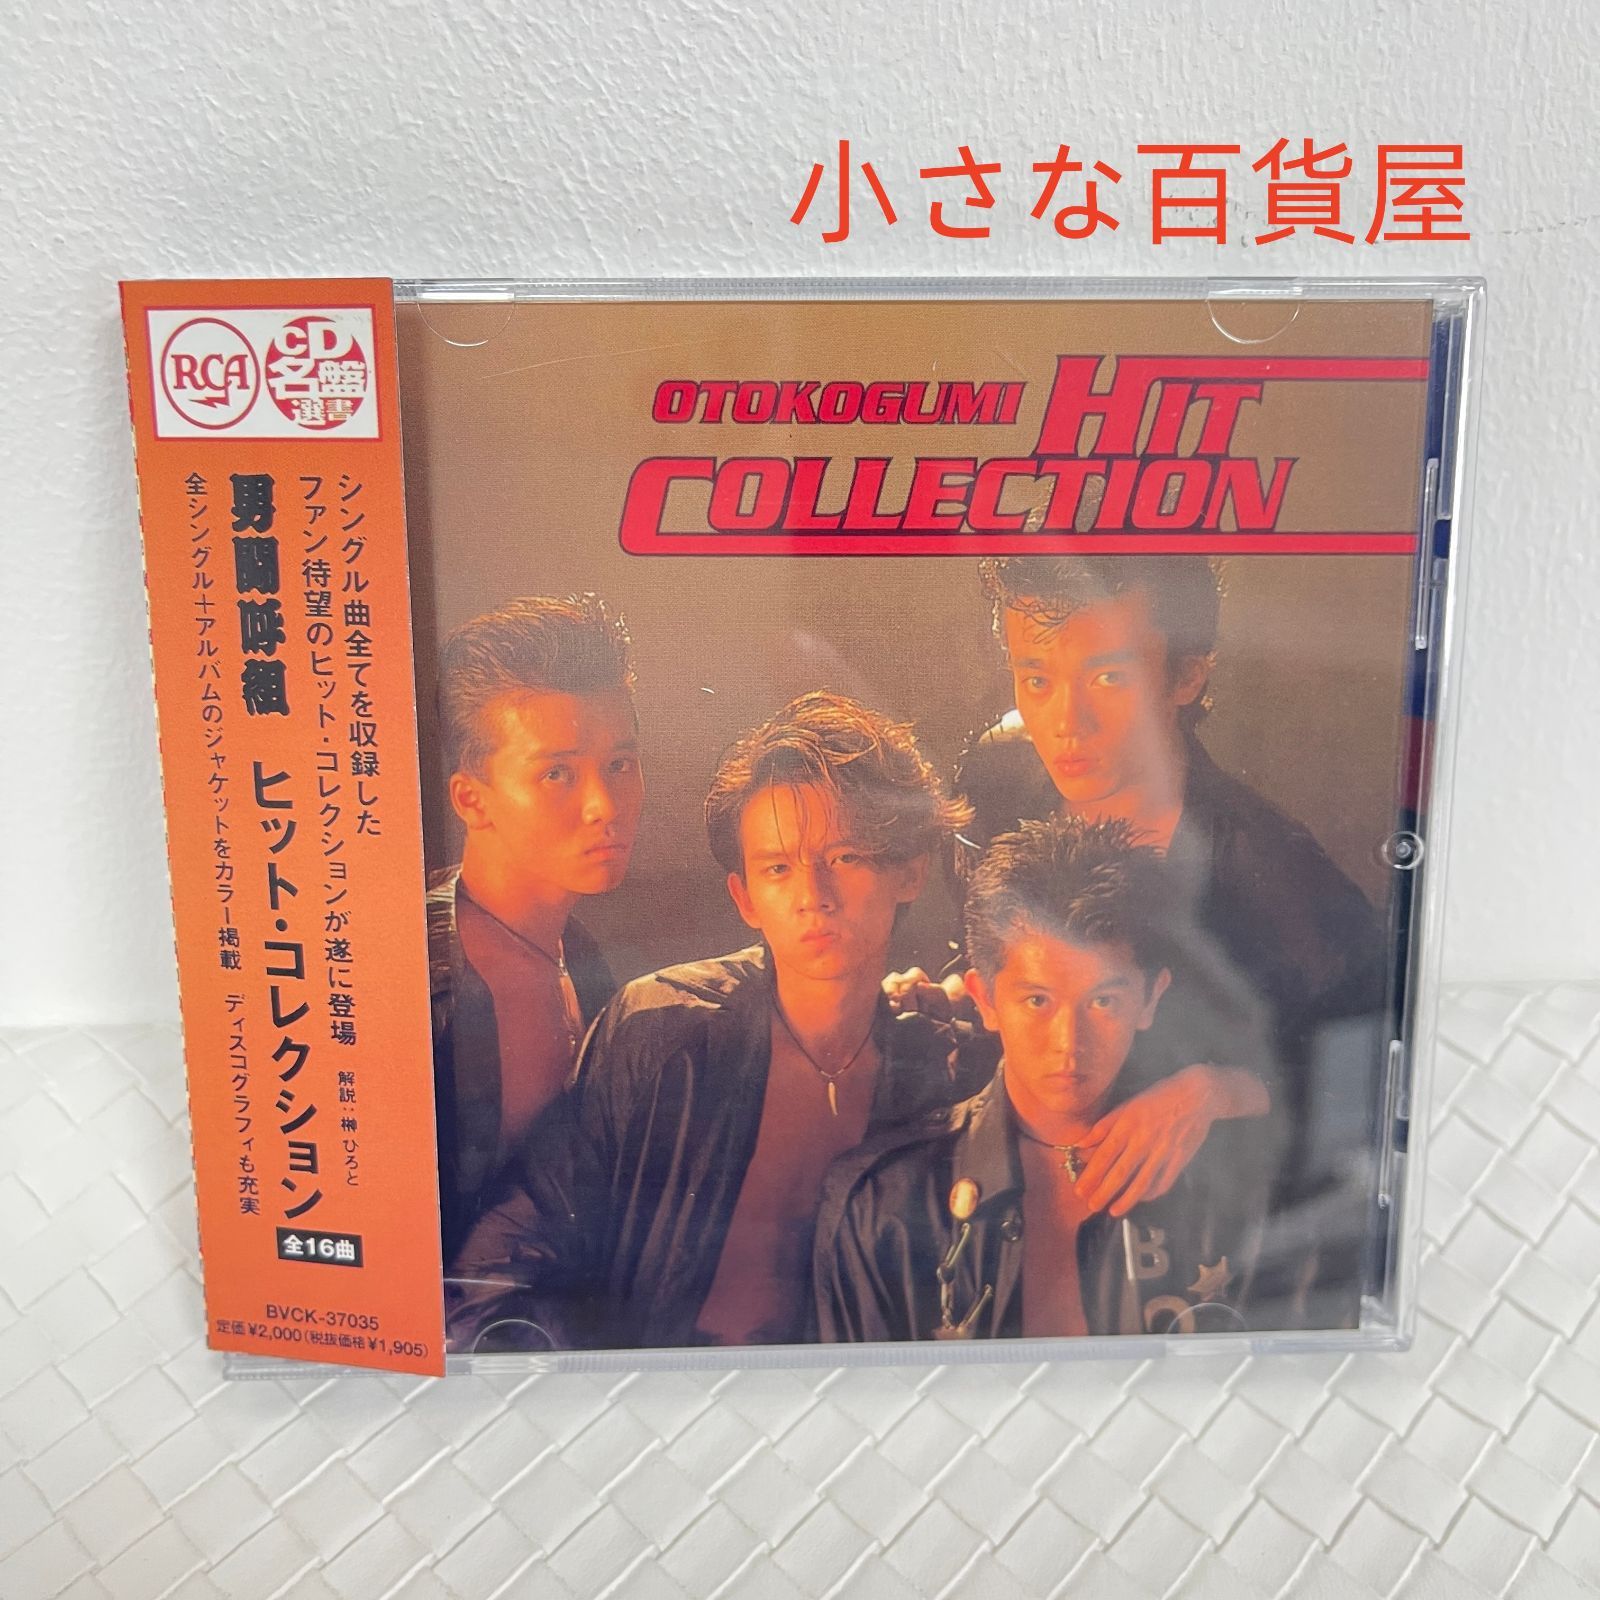 小さな百貨屋
RCA
CD
名盤
選書
シングル曲全てを収録した
ファン待望のヒット・コレクションが遂に登場 解説:榊 ひろと
男闘呼組 ヒット・コレクション 全16曲
全シングル＋アルバムのジャケットをカラー掲載 ディスコグラフィも充実
BVCK-37035
定価¥2,000(税抜価格¥1,905)
OTOKOGUMI HIT
COLLECTION
B